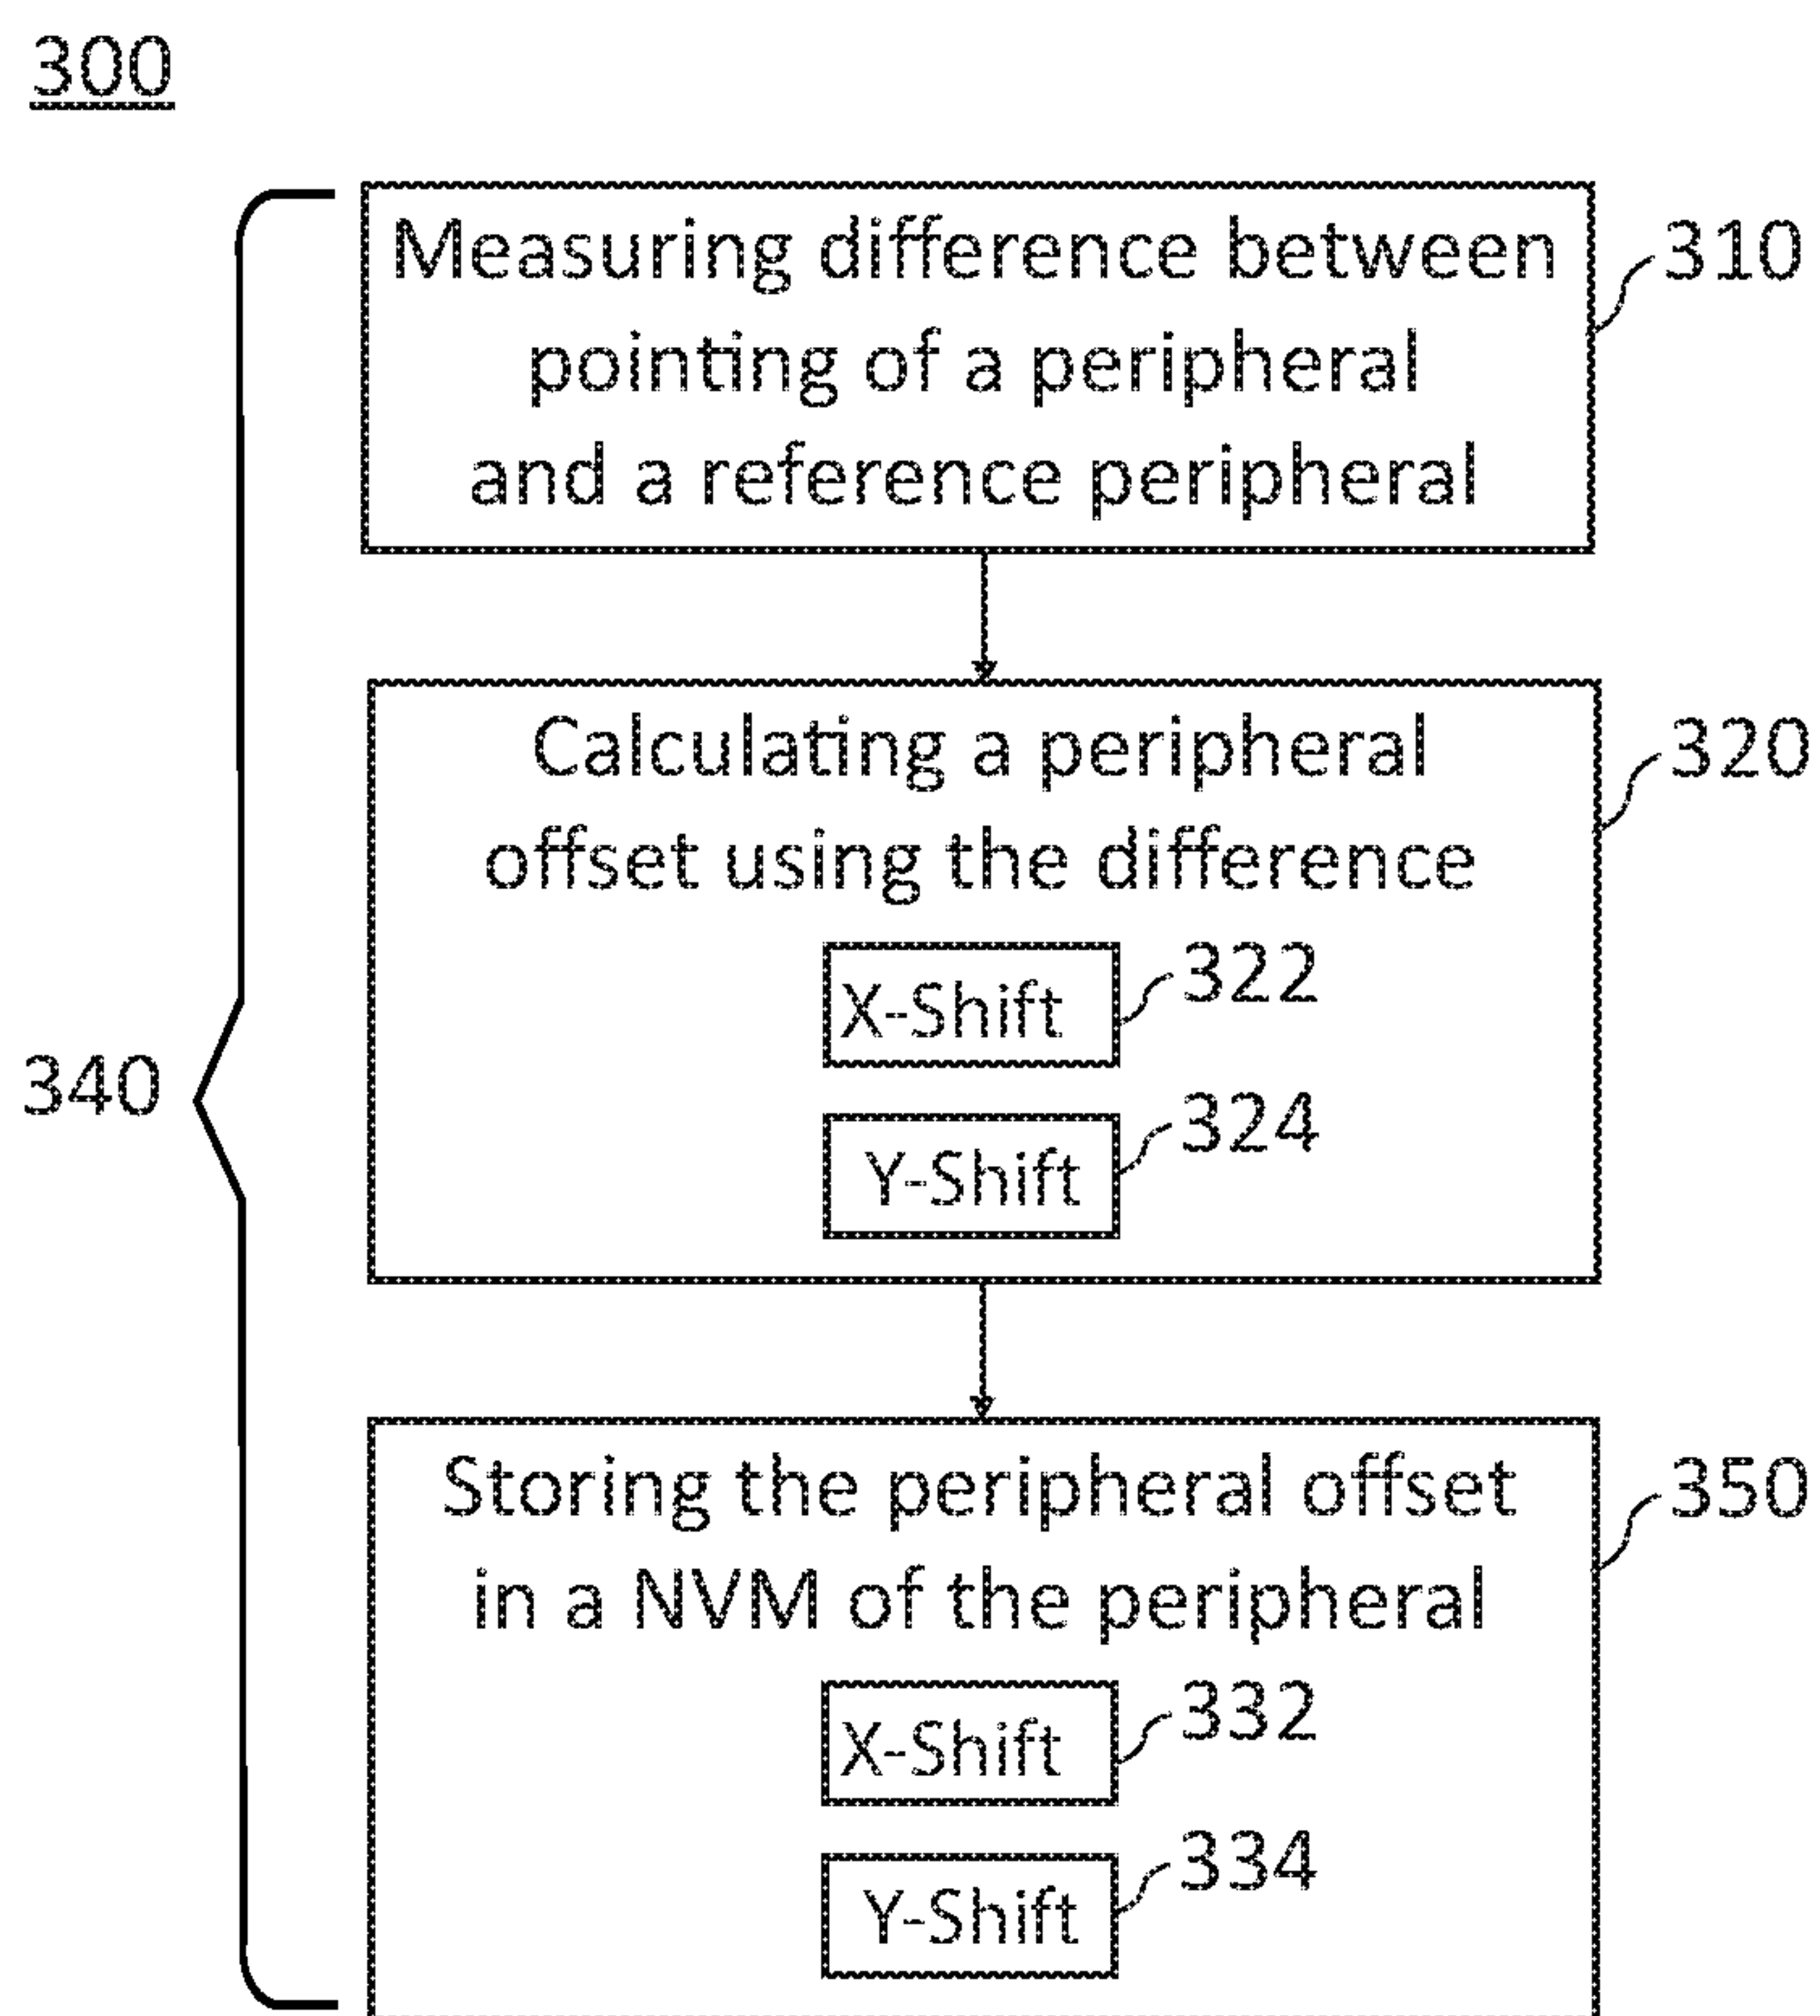 300
Measuring difference between
pointing of a peripheral
and a reference peripheral
310
Calculating a peripheral
offset using the difference
320
X-Shift
322
Y-Shift
324
340
Storing the peripheral offset
in a NVM of the peripheral
350
X-Shift
332
Y-Shift
334